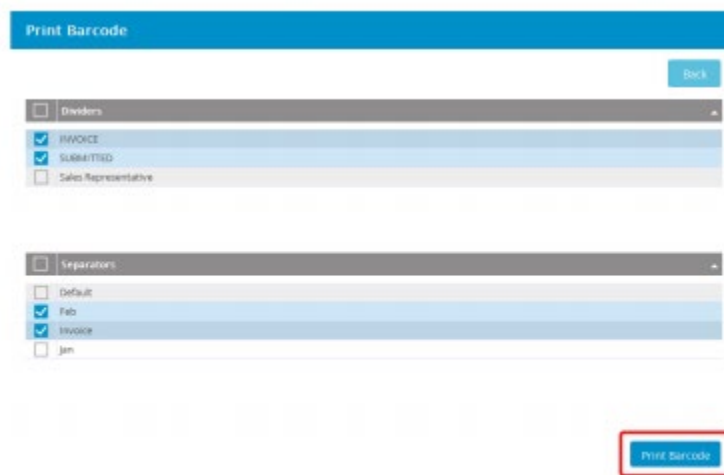 Print Barcode
Back
Dividers
INVOICE
SUBMITTED
Sales Representative
Separators
Default
Feb
Invoice
Jan
Print Barcode